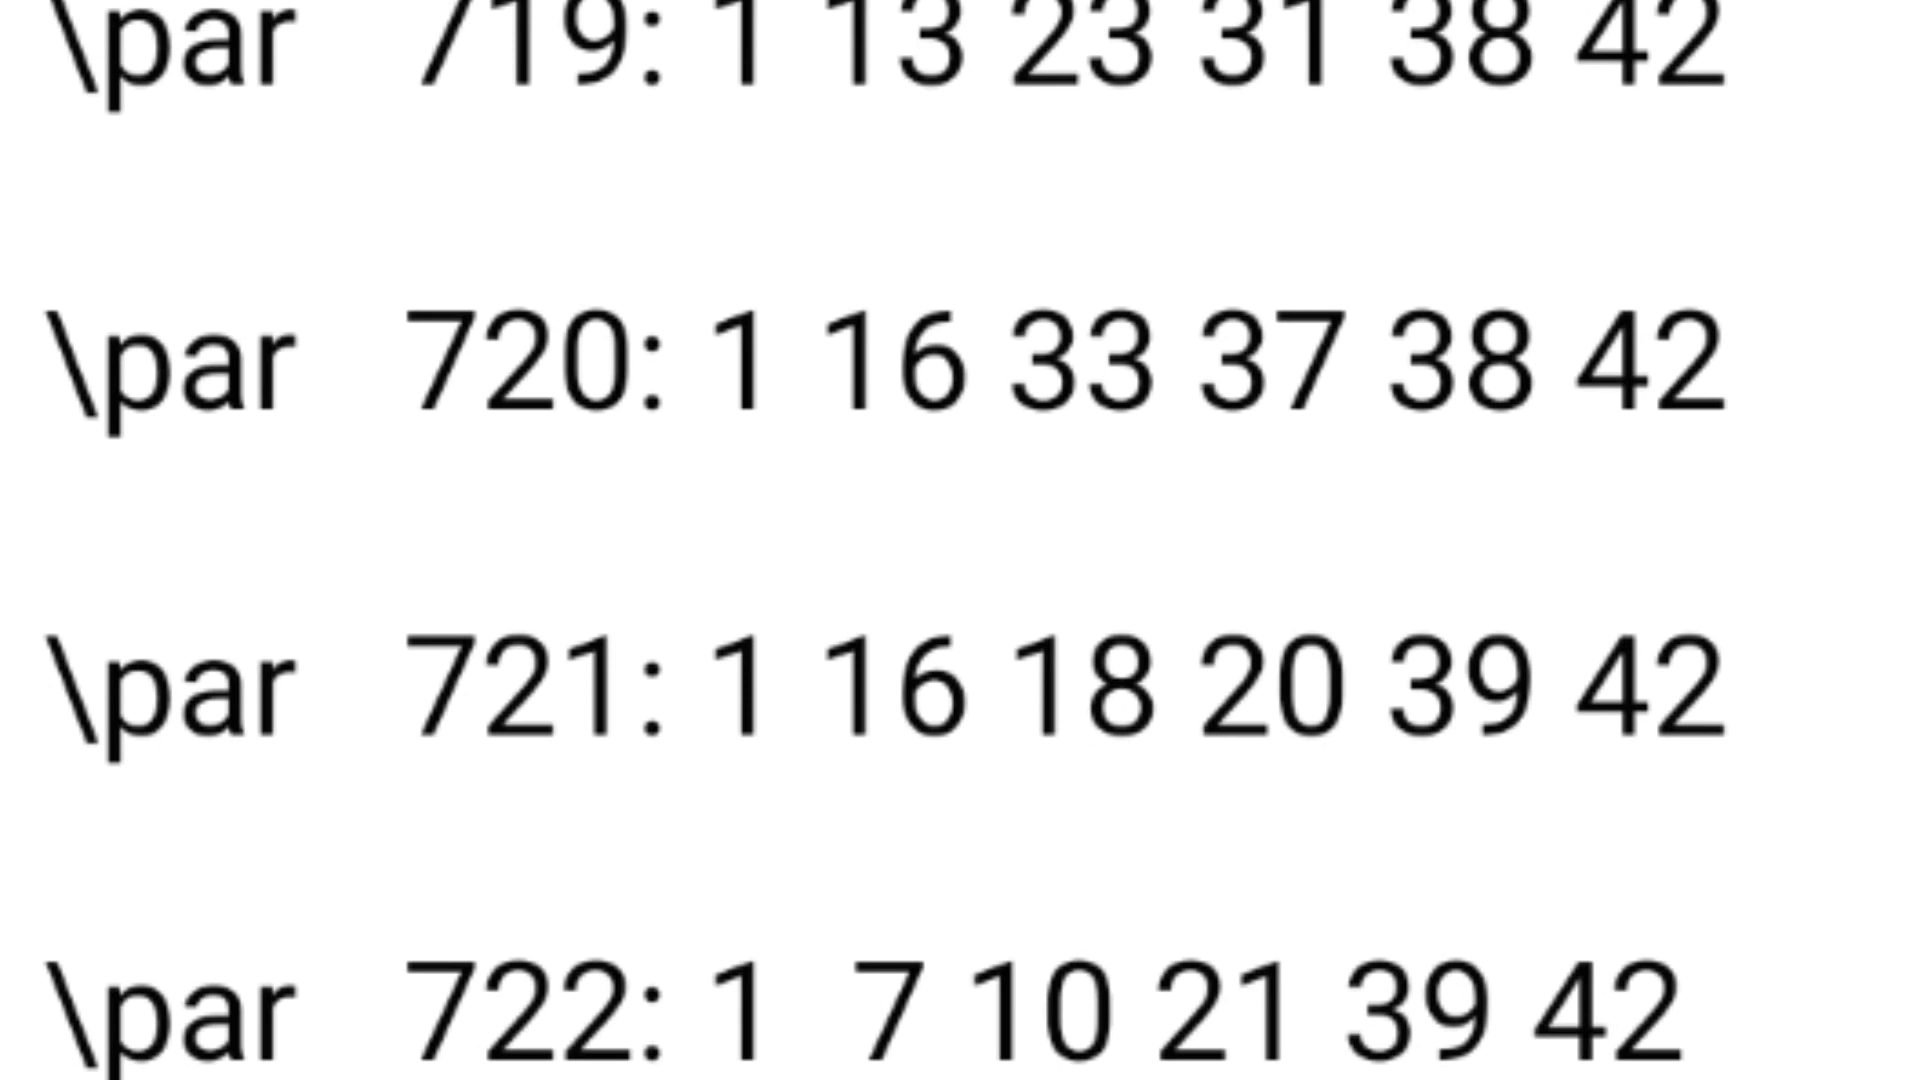 \par   719: 1 13 23 31 38 42
\par   720: 1 16 33 37 38 42
\par   721: 1 16 18 20 39 42
\par   722: 1  7 10 21 39 42